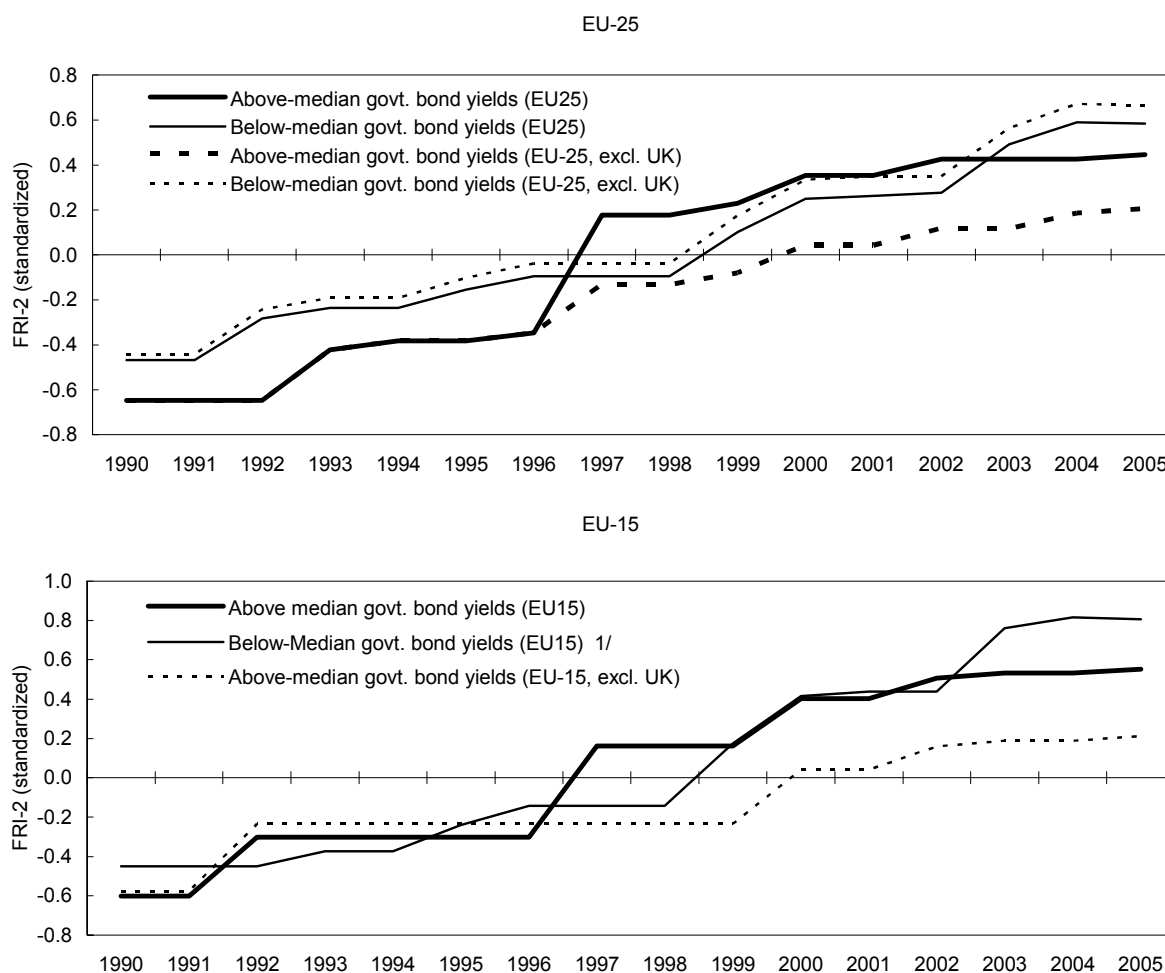 EU-25
FRI-2 (standardized)
0.8
0.6
0.4
0.2
0.0
-0.2
-0.4
-0.6
-0.8
Above-median govt. bond yields (EU25)
Below-median govt. bond yields (EU25)
Above-median govt. bond yields (EU-25, excl. UK)
Below-median govt. bond yields (EU-25, excl. UK)
1990 1991 1992 1993 1994 1995 1996 1997 1998 1999 2000 2001 2002 2003 2004 2005
EU-15
FRI-2 (standardized)
1.0
0.8
0.6
0.4
0.2
0.0
-0.2
-0.4
-0.6
-0.8
Above median govt. bond yields (EU15)
Below-Median govt. bond yields (EU15) 1/
Above-median govt. bond yields (EU-15, excl. UK)
1990 1991 1992 1993 1994 1995 1996 1997 1998 1999 2000 2001 2002 2003 2004 2005